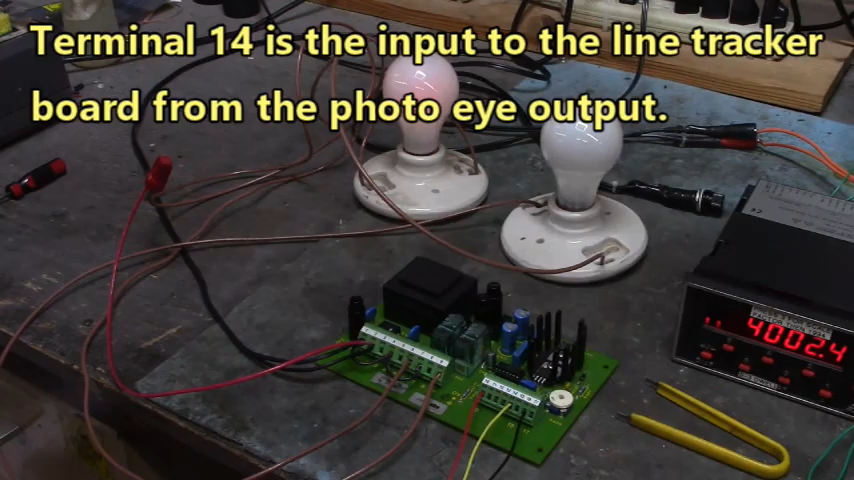 Terminal 14 is the input to the line tracker
board from the photo eye output.
4002.4